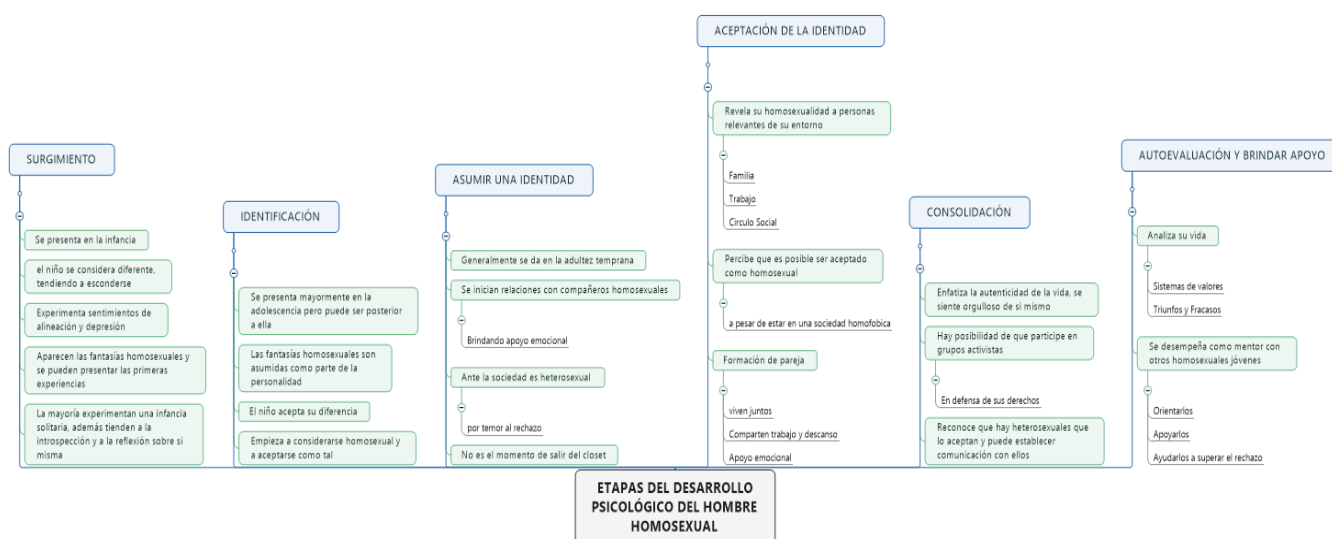 SURGIMIENTO
Se presenta en la infancia
el niño se considera diferente,
tendiendo a esconderse
Experimenta sentimientos de
alineación y depresión
Aparecen las fantasías homosexuales y
se pueden presentar las primeras
experiencias
La mayoría experimentan una infancia
solitaria, además tienden a la
introspección y a la reflexión sobre si
misma
IDENTIFICACIÓN
Se presenta mayormente en la
adolescencia pero puede ser posterior
a ella
Las fantasías homosexuales son
asumidas como parte de la
personalidad
El niño acepta su diferencia
Empieza a considerarse homosexual y
a aceptarse como tal
ASUMIR UNA IDENTIDAD
Generalmente se da en la adultez temprana
Se inician relaciones con compañeros homosexuales
Brindando apoyo emocional
Ante la sociedad es heterosexual
por temor al rechazo
No es el momento de salir del closet
ACEPTACIÓN DE LA IDENTIDAD
Revela su homosexualidad a personas
relevantes de su entorno
Familia
Trabajo
Circulo Social
Percibe que es posible ser aceptado
como homosexual
a pesar de estar en una sociedad homofobica
Formación de pareja
viven juntos
Comparten trabajo y descanso
Apoyo emocional
CONSOLIDACIÓN
Enfatiza la autenticidad de la vida, se
siente orgulloso de si mismo
Hay posibilidad de que participe en
grupos activistas
En defensa de sus derechos
Reconoce que hay heterosexuales que
lo aceptan y puede establecer
comunicación con ellos
AUTOEVALUACIÓN Y BRINDAR APOYO
Analiza su vida
Sistemas de valores
Triunfos y Fracasos
Se desempeña como mentor con
otros homosexuales jóvenes
Orientarlos
Apoyarlos
Ayudarlos a superar el rechazo
ETAPAS DEL DESARROLLO
PSICOLÓGICO DEL HOMBRE
HOMOSEXUAL